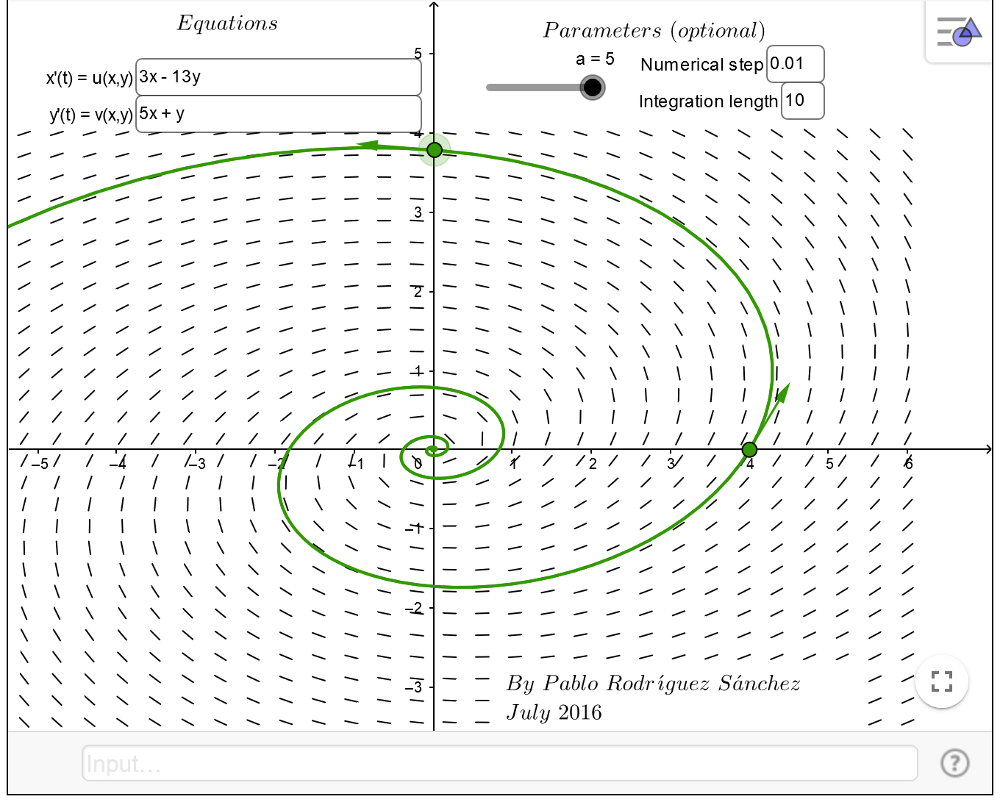 Equations
Parameters (optional)
x'(t) = u(x,y) 3x - 13y
y'(t) = v(x,y) 5x + y
a = 5
Numerical step 0.01
Integration length 10
5
4
3
2
1
–5 –4 –3 –2 –1 0 1 2 3 4 5 6
–1
–2
–3
By Pablo Rodríguez Sánchez
July 2016
Input…
?